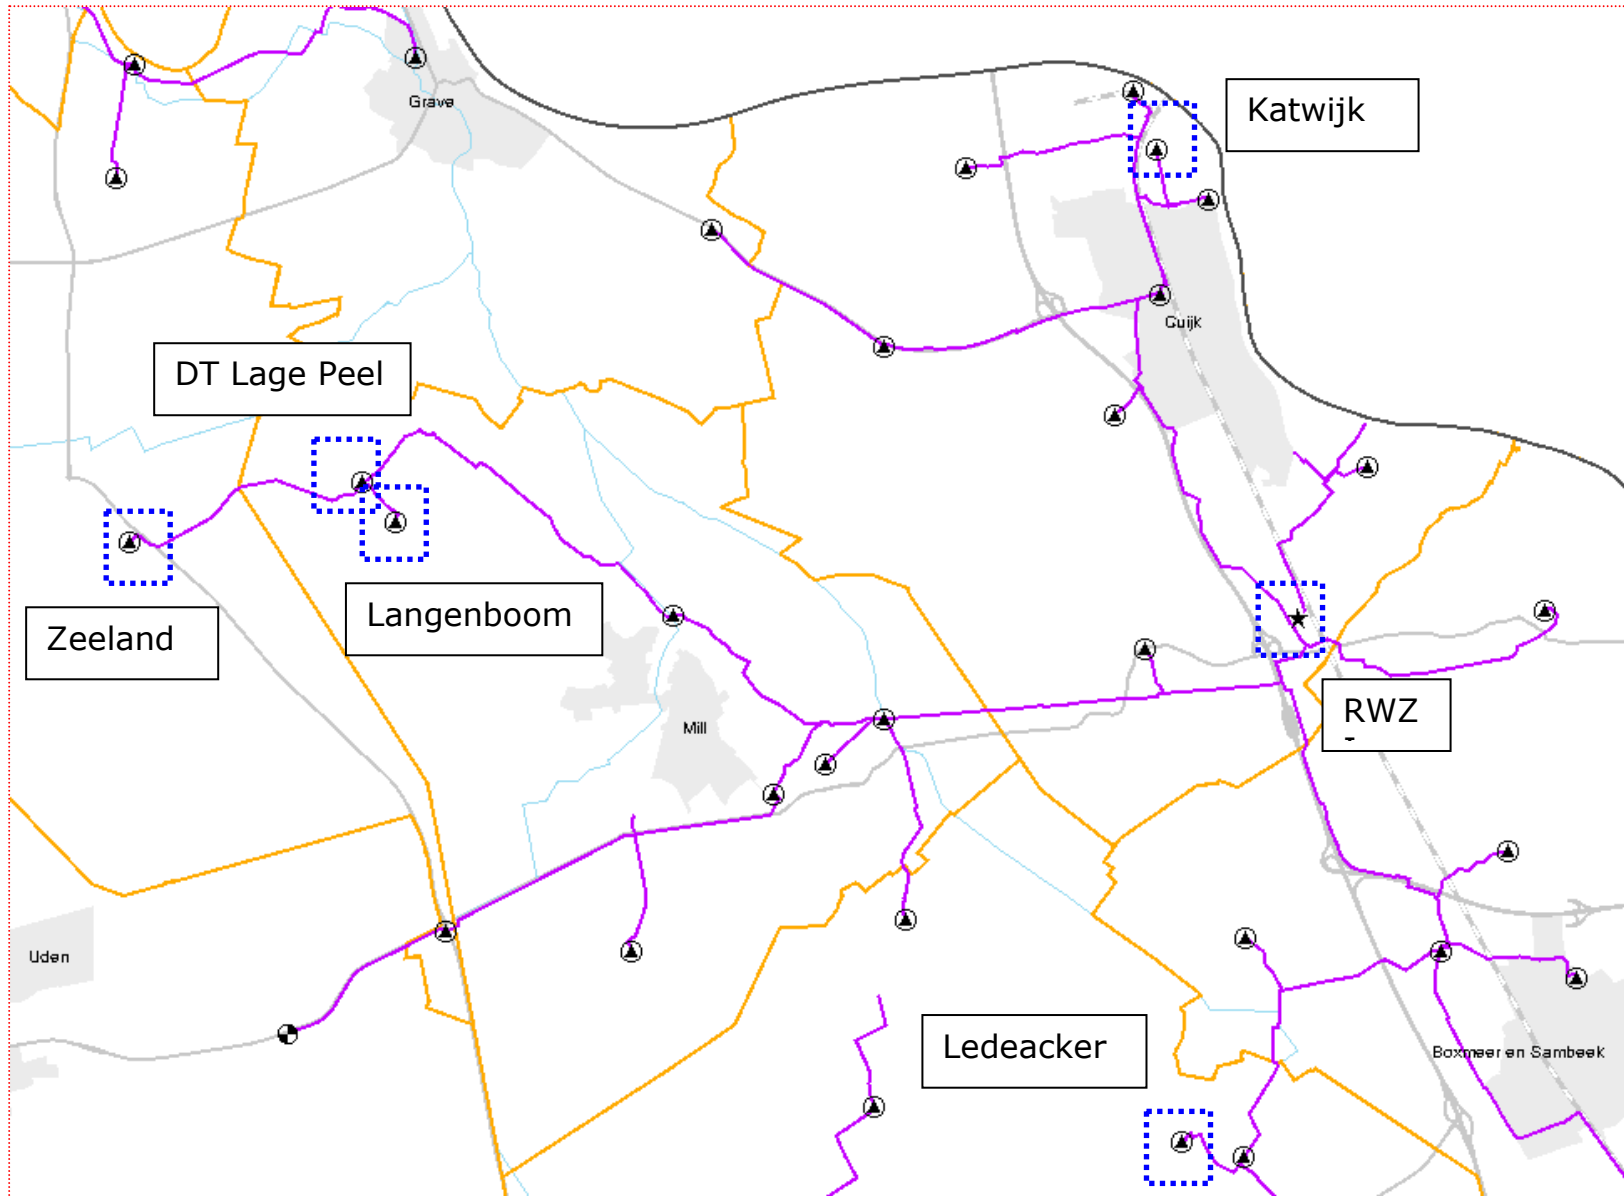 Katwijk
Grave
Cuijk
DT Lage Peel
Langenboom
Zeeland
RWZ
Mill
Uden
Ledeacker
Boxmeer en Sambeek